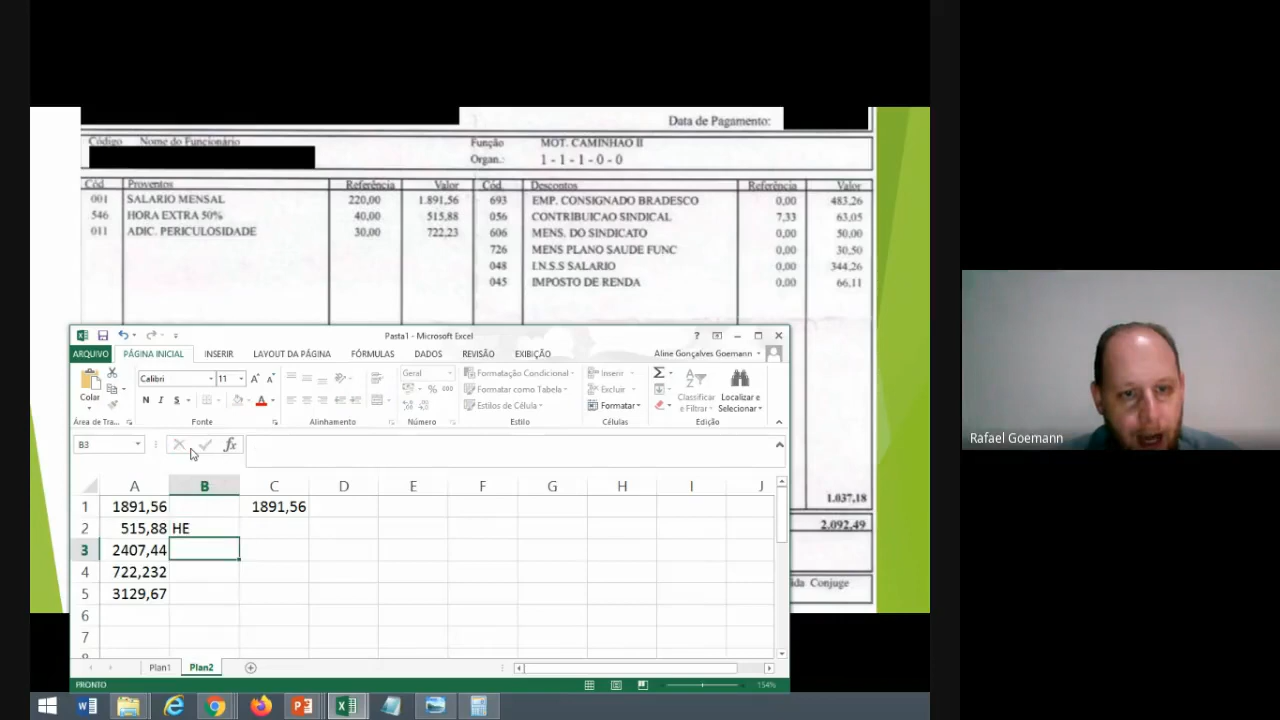 Data de Pagamento:
Código Nome do Funcionário Função MOT. CAMINHAO II
Organ.: 1 - 1 - 1 - 0 - 0
Cód Proventos Referência Valor Cód. Descontos Referência Valor
001 SALARIO MENSAL 220,00 1.891,56 693 EMP. CONSIGNADO BRADESCO 0,00 483,26
546 HORA EXTRA 50% 40,00 515,88 056 CONTRIBUICAO SINDICAL 7,33 63,05
011 ADIC. PERICULOSIDADE 30,00 722,23 606 MENS. DO SINDICATO 0,00 50,00
726 MENS PLANO SAUDE FUNC 0,00 30,50
048 I.N.S.S SALARIO 0,00 344,26
045 IMPOSTO DE RENDA 0,00 66,11
Pasta1 - Microsoft Excel
ARQUIVO PÁGINA INICIAL INSERIR LAYOUT DA PÁGINA FÓRMULAS DADOS REVISÃO EXIBIÇÃO Aline Gonçalves Goemann
Colar
Calibri 11
N I S
Geral
% 000
Formatação Condicional
Formatar como Tabela
Estilos de Célula
Inserir
Excluir
Formatar
Classificar e Filtrar
Localizar e Selecionar
Área de Tra... Fonte Alinhamento Número Estilo Células Edição
B3 fx
A B C D E F G H I J
1 1891,56 1891,56
2 515,88 HE
3 2407,44
4 722,232
5 3129,67
6
7
8
Plan1 Plan2
PRONTO 154%
1.037,18
2.092,49
ida Conjuge
Rafael Goemann